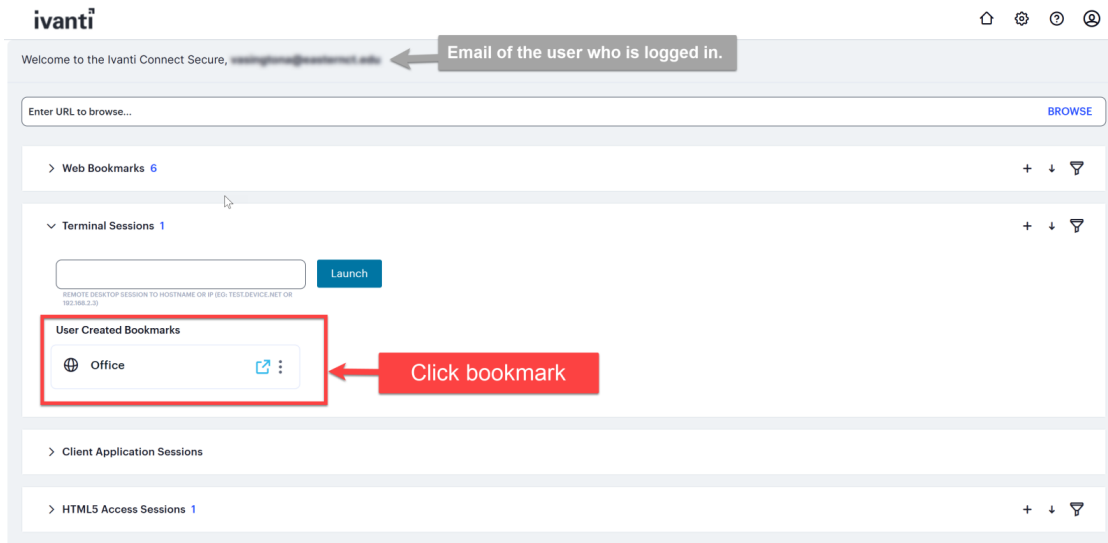 ivanti
Welcome to the Ivanti Connect Secure,
Email of the user who is logged in.
Enter URL to browse...
BROWSE
Web Bookmarks 6
Terminal Sessions 1
Launch
REMOTE DESKTOP SESSION TO HOSTNAME OR IP (EG: TEST.DEVICE.NET OR
192.168.2.3)
User Created Bookmarks
Office
Click bookmark
Client Application Sessions
HTML5 Access Sessions 1